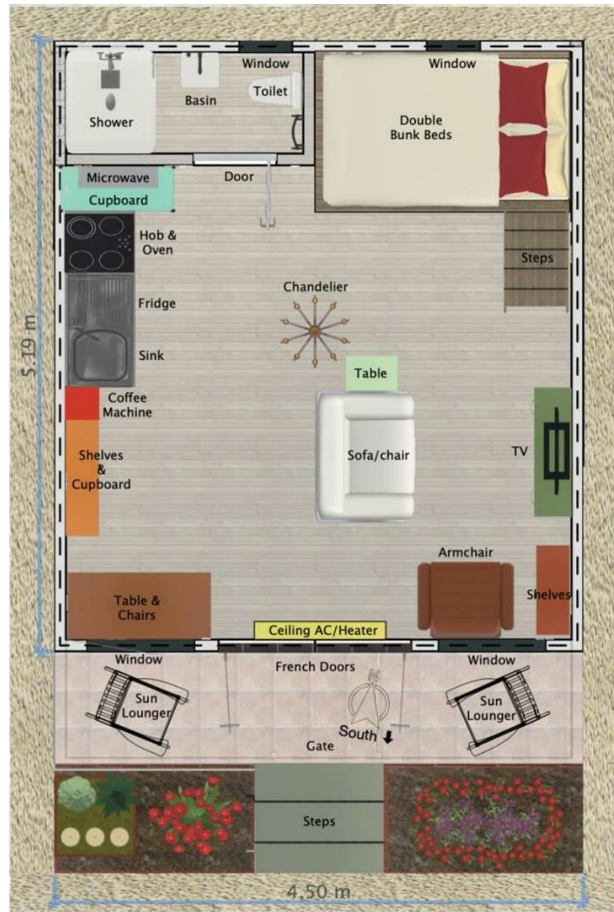 Window
Window
Toilet
Basin
Shower
Double
Bunk Beds
Microwave
Door
Cupboard
Hob &
Oven
Steps
Chandelier
Fridge
5.19 m
Sink
Table
Coffee
Machine
Shelves
&
Cupboard
Sofa/chair
TV
Armchair
Table &
Chairs
Shelves
Ceiling AC/Heater
Window
French Doors
Window
N
Sun
Lounger
Sun
Lounger
South
Gate
Steps
4.50 m